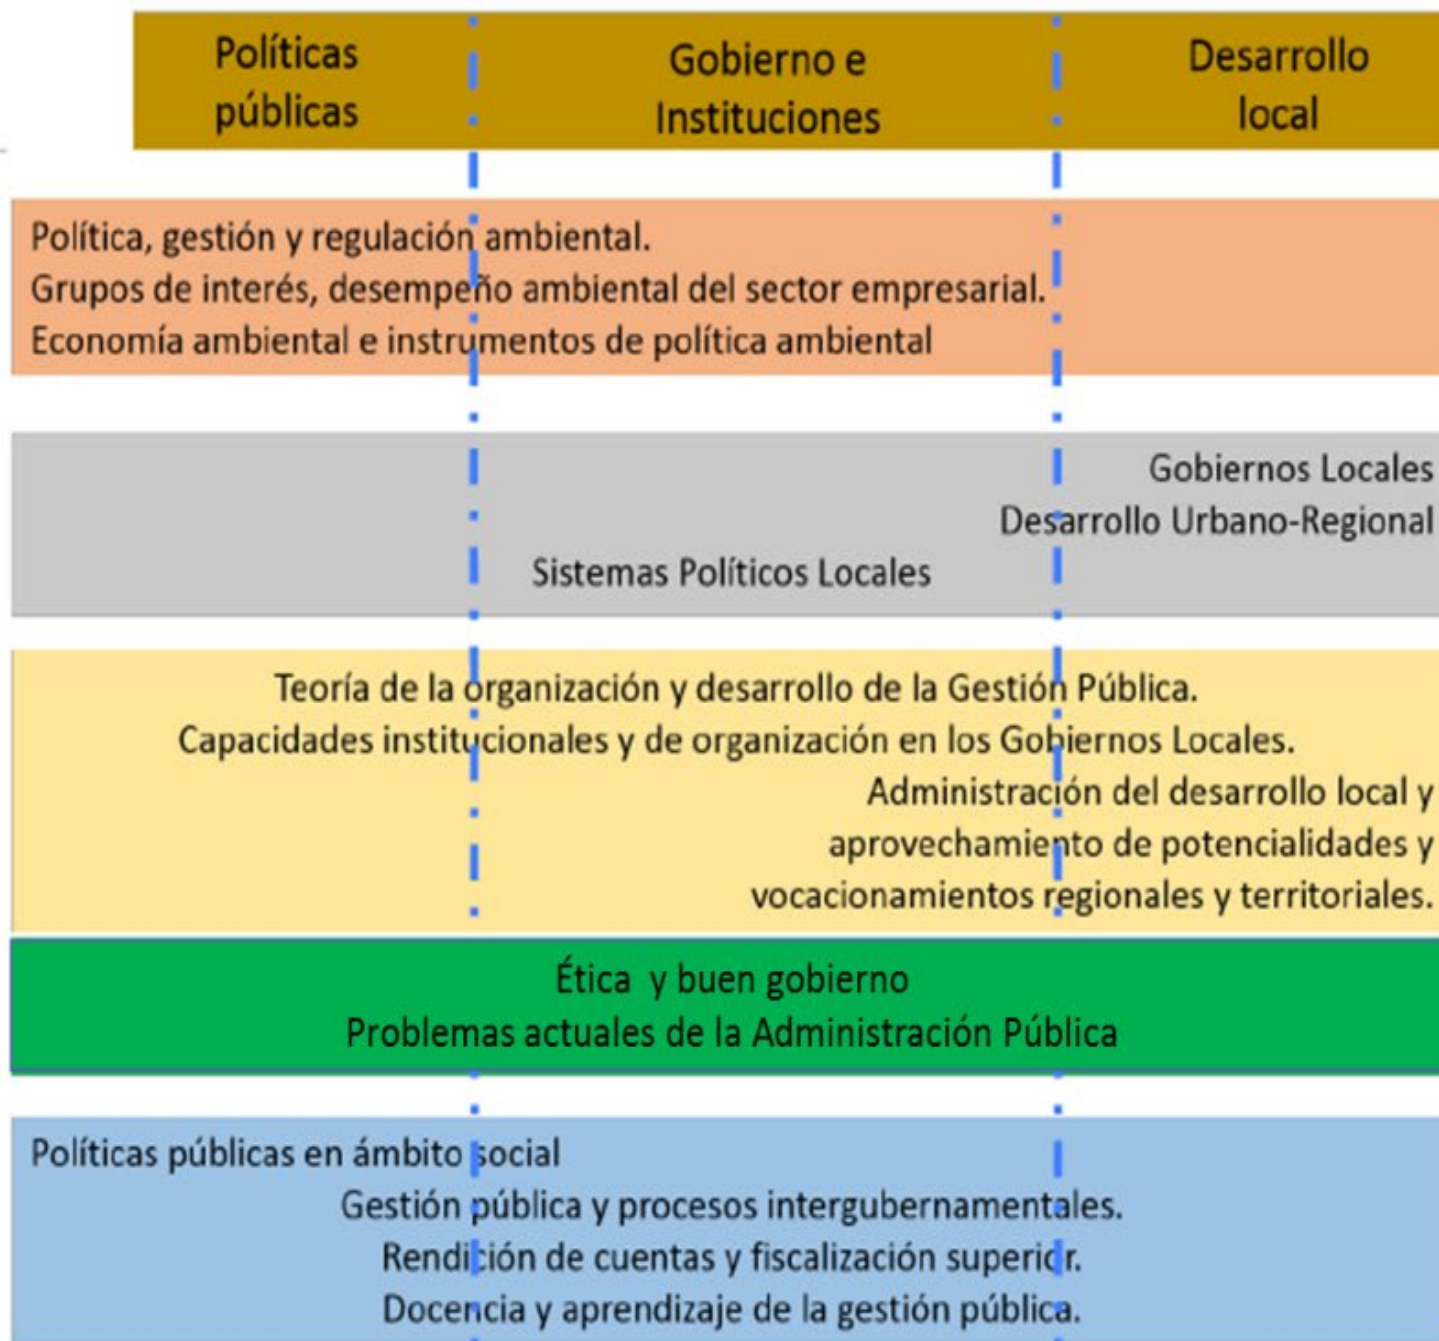 Políticas
públicas
Gobierno e
Instituciones
Desarrollo
local
Política, gestión y regulación ambiental.
Grupos de interés, desempeño ambiental del sector empresarial.
Economía ambiental e instrumentos de política ambiental
Gobiernos Locales
Desarrollo Urbano-Regional
Sistemas Políticos Locales
Teoría de la organización y desarrollo de la Gestión Pública.
Capacidades institucionales y de organización en los Gobiernos Locales.
Administración del desarrollo local y
aprovechamiento de potencialidades y
vocacionamientos regionales y territoriales.
Ética y buen gobierno
Problemas actuales de la Administración Pública
Políticas públicas en ámbito social
Gestión pública y procesos intergubernamentales.
Rendición de cuentas y fiscalización superior.
Docencia y aprendizaje de la gestión pública.